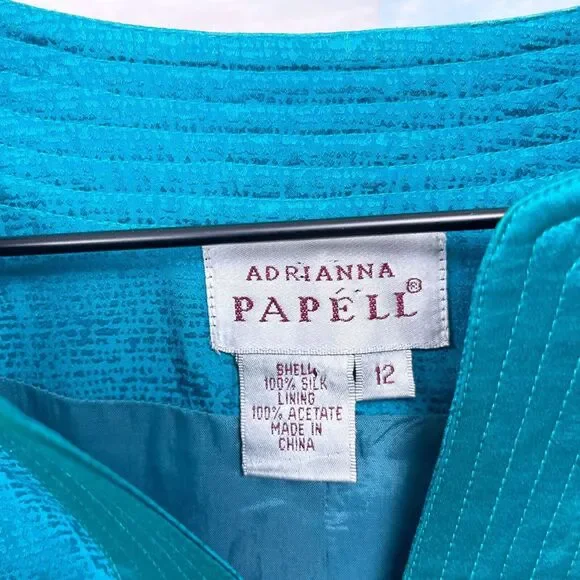 ADRIANNA
PAPÉLL®
SHELL
100% SILK
LINING
100% ACETATE
MADE IN
CHINA
12